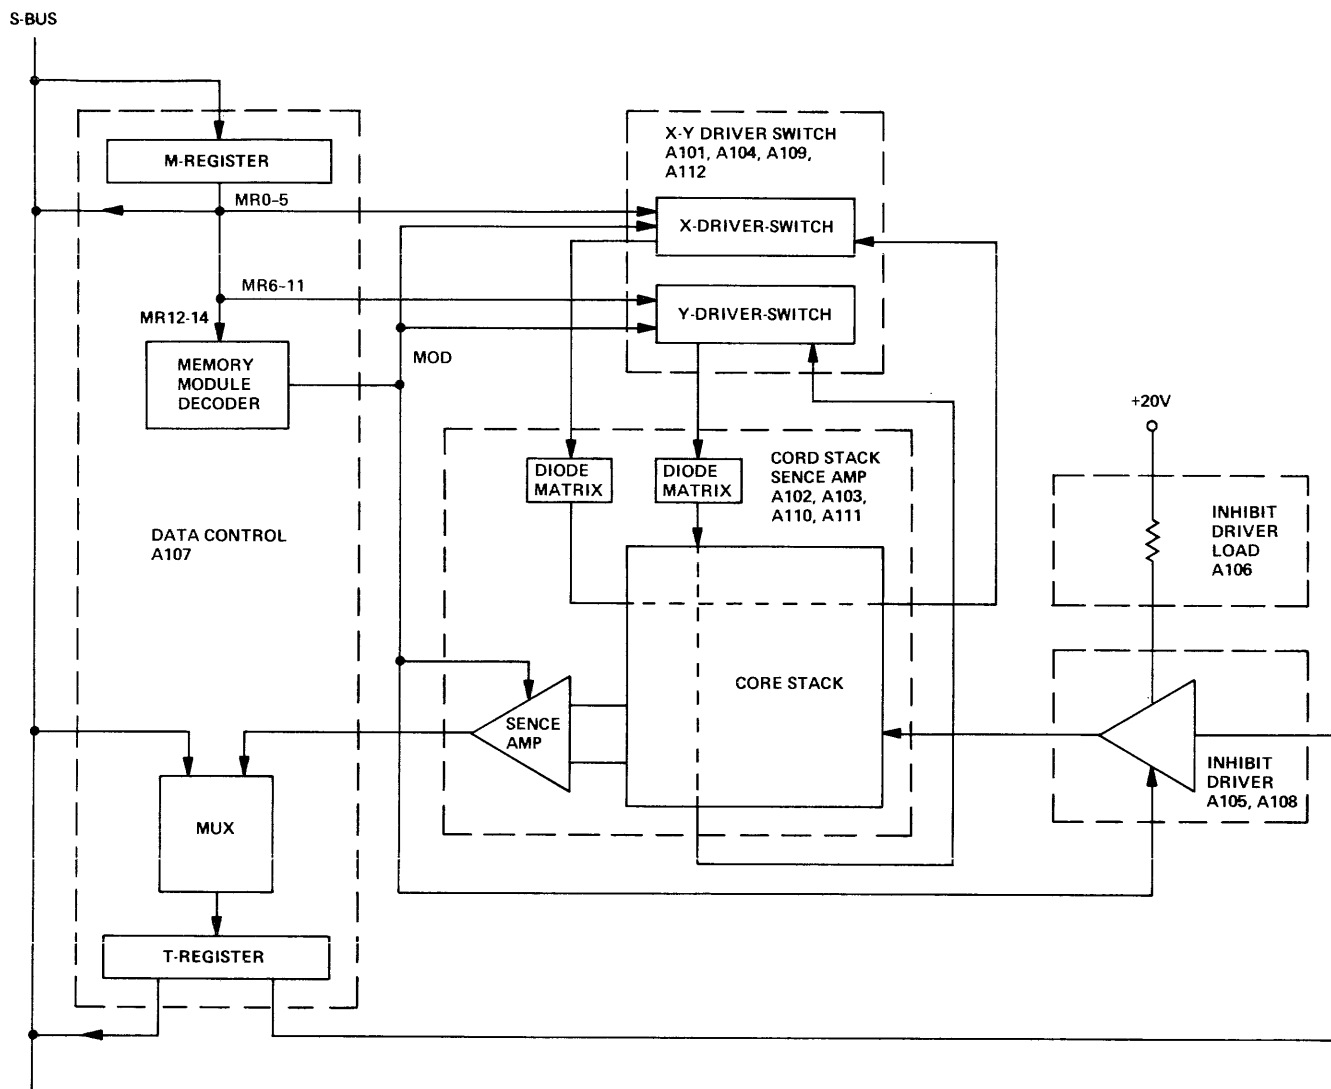 S-BUS
M-REGISTER
MR0-5
MR6-11
MR12-14
MEMORY
MODULE
DECODER
MOD
DATA CONTROL
A107
MUX
T-REGISTER
X-Y DRIVER SWITCH
A101, A104, A109,
A112
X-DRIVER-SWITCH
Y-DRIVER-SWITCH
DIODE
MATRIX
DIODE
MATRIX
CORD STACK
SENCE AMP
A102, A103,
A110, A111
CORE STACK
SENCE
AMP
+20V
INHIBIT
DRIVER
LOAD
A106
INHIBIT
DRIVER
A105, A108